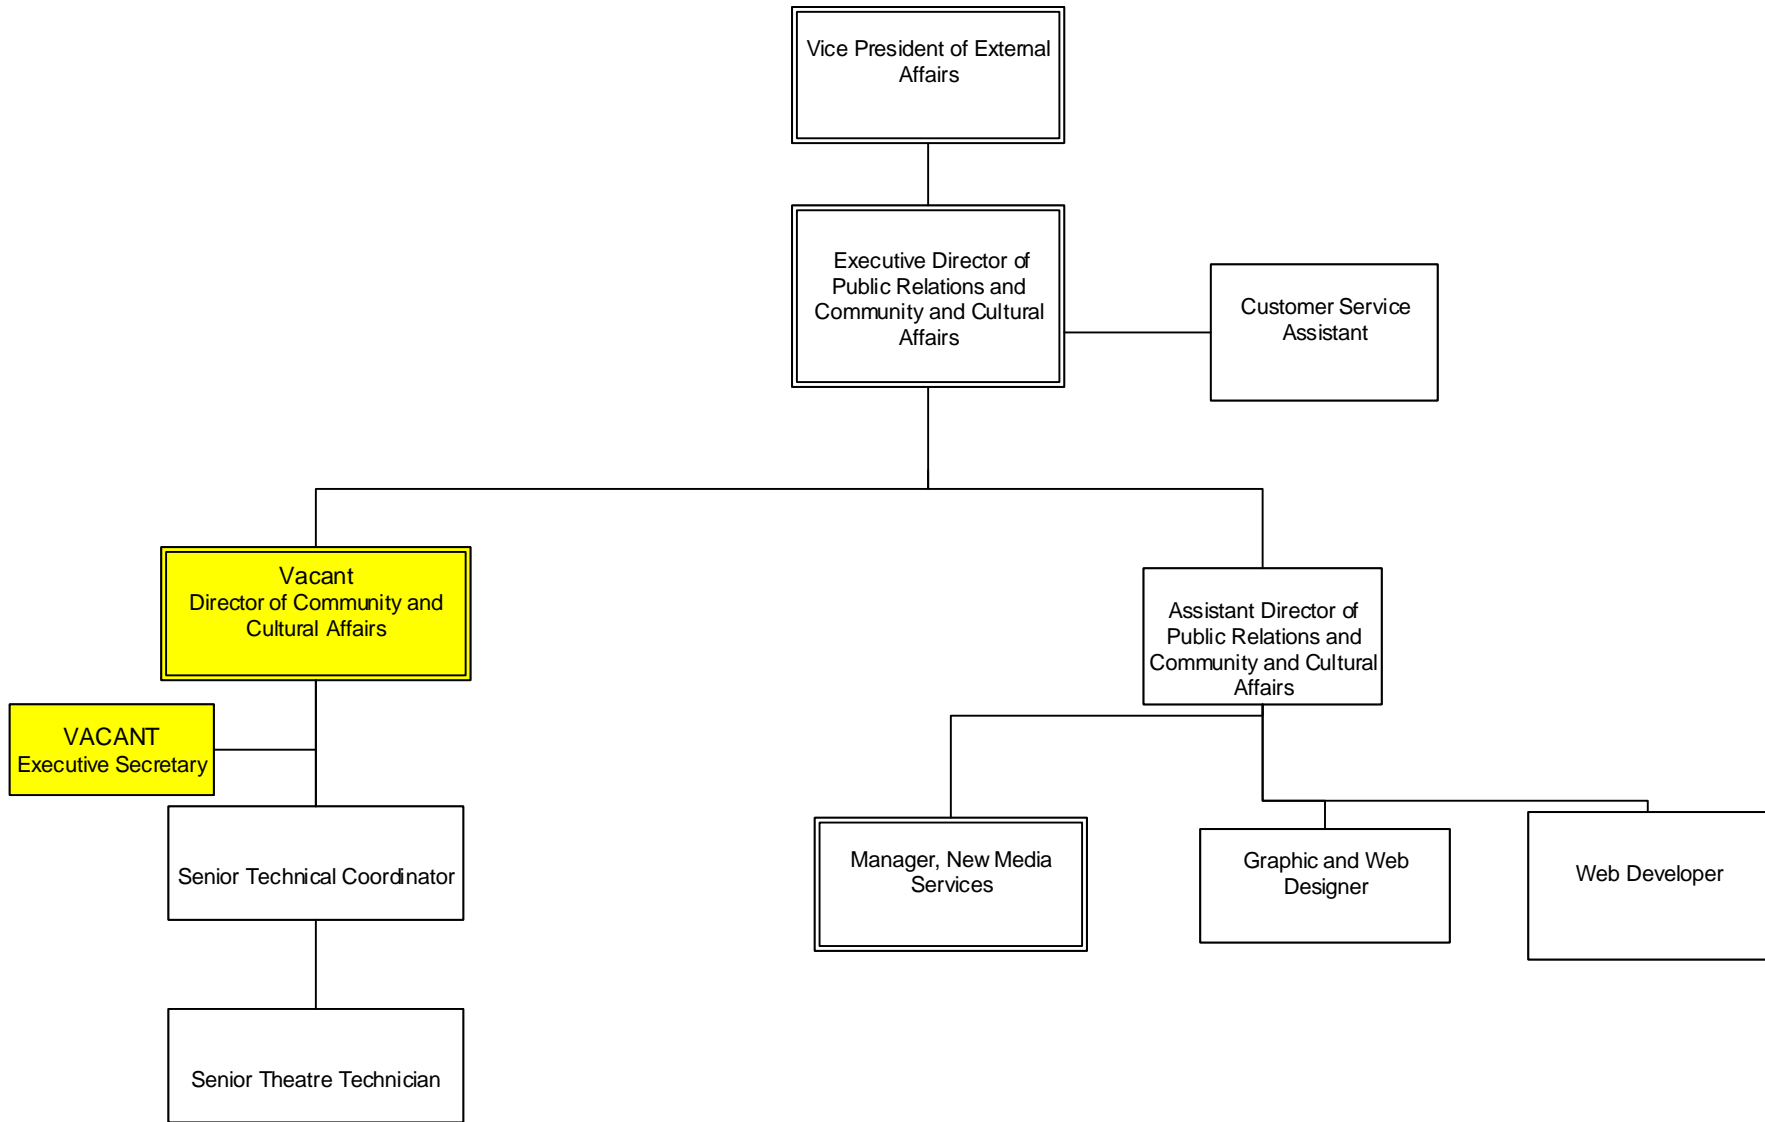 Vice President of External
Affairs
Executive Director of
Public Relations and
Community and Cultural
Affairs
Customer Service
Assistant
Vacant
Director of Community and
Cultural Affairs
Assistant Director of
Public Relations and
Community and Cultural
Affairs
VACANT
Executive Secretary
Senior Technical Coordinator
Manager, New Media
Services
Graphic and Web
Designer
Web Developer
Senior Theatre Technician